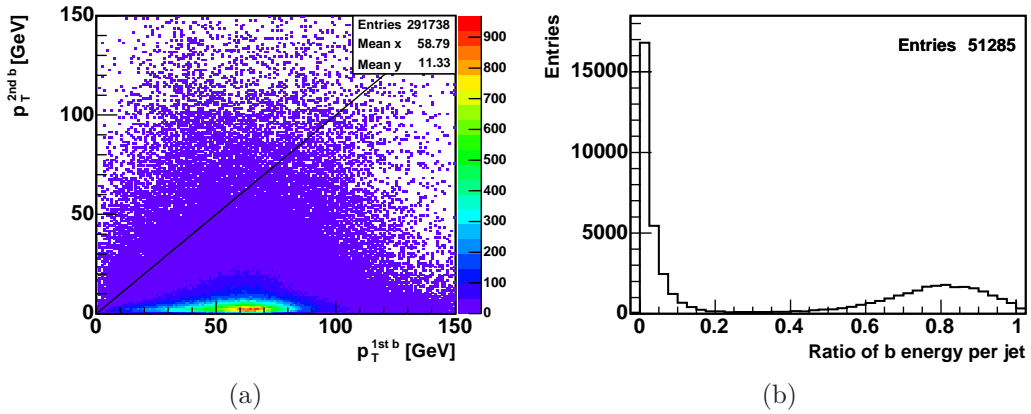 150
100
50
0
p_T^{2nd b} [GeV]
Entries 291738
Mean x 58.79
Mean y 11.33
900
800
700
600
500
400
300
200
100
0
0 50 100 150
p_T^{1st b} [GeV]
(a)
Entries
15000
10000
5000
0
Entries 51285
0 0.2 0.4 0.6 0.8 1
Ratio of b energy per jet
(b)